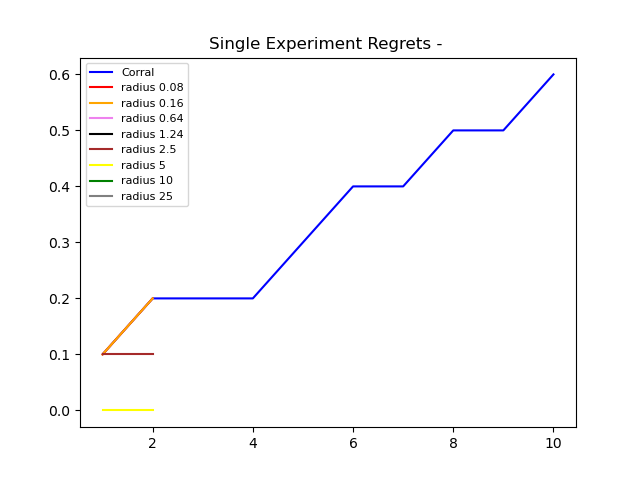 Single Experiment Regrets -
Corral
radius 0.08
radius 0.16
radius 0.64
radius 1.24
radius 2.5
radius 5
radius 10
radius 25
0.6
0.5
0.4
0.3
0.2
0.1
0.0
2 4 6 8 10